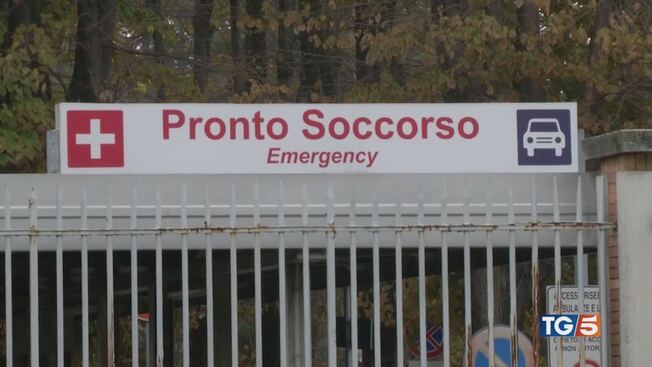 Pronto Soccorso
Emergency
TG5